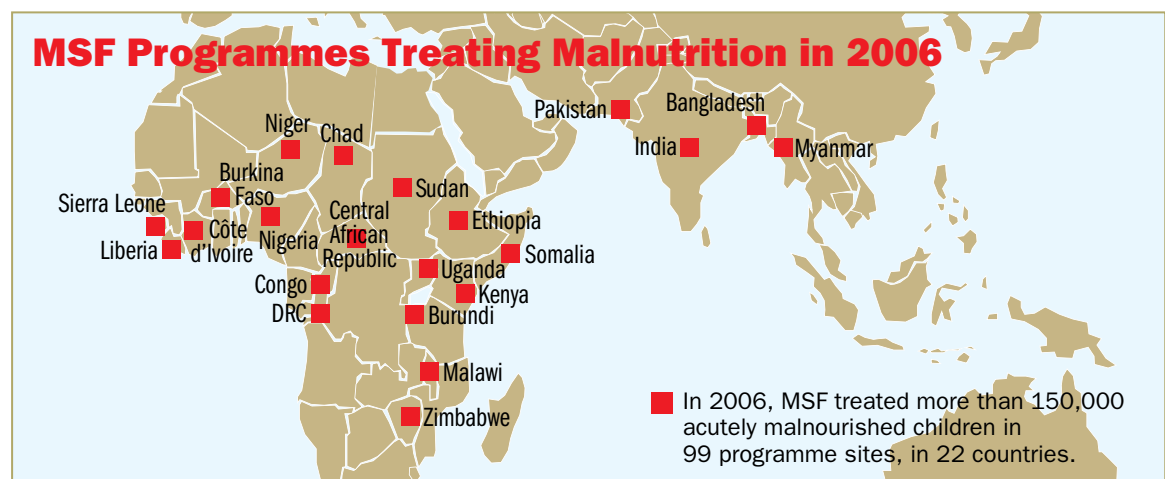 MSF Programmes Treating Malnutrition in 2006
Pakistan
Bangladesh
India
Myanmar
Niger
Chad
Burkina
Faso
Sudan
Sierra Leone
Central
African
Republic
Ethiopia
Côte
d'Ivoire
Nigeria
Liberia
Somalia
Uganda
Congo
Kenya
DRC
Burundi
Malawi
Zimbabwe
In 2006, MSF treated more than 150,000
acutely malnourished children in
99 programme sites, in 22 countries.